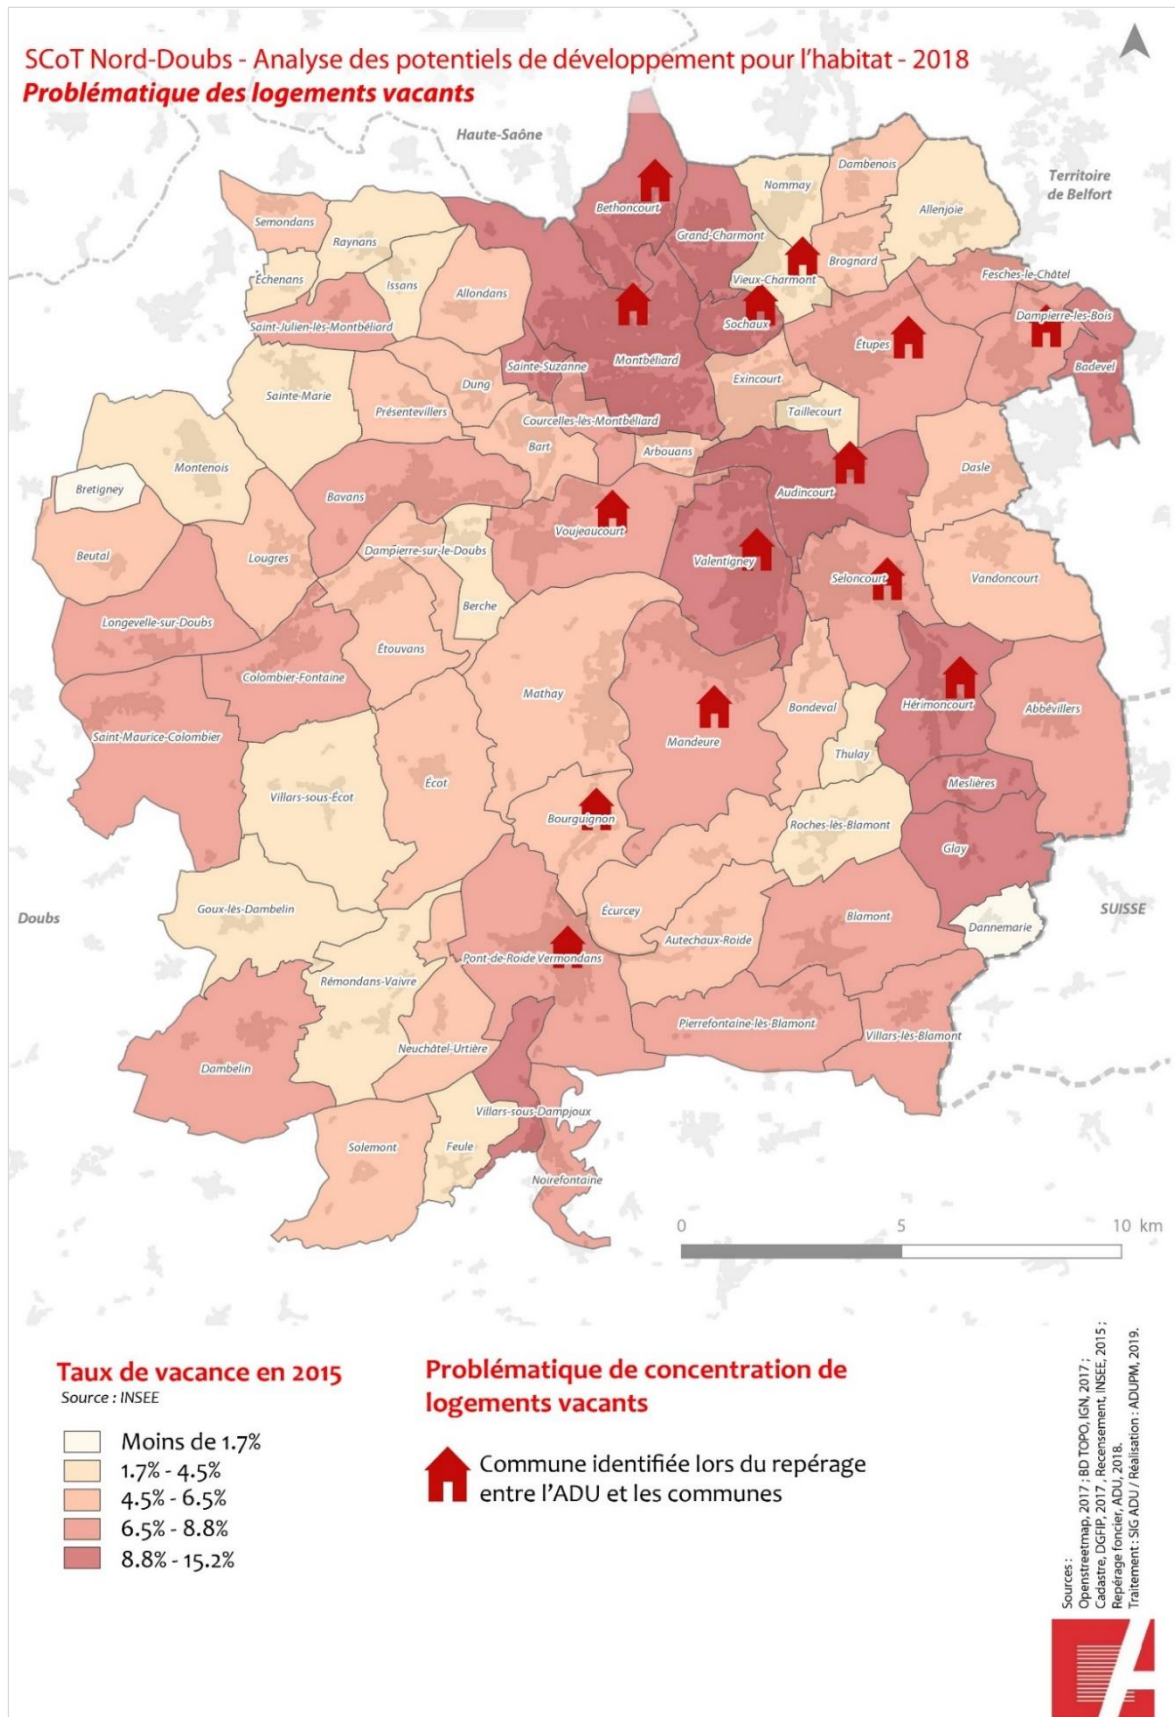 SCoT Nord-Doubs - Analyse des potentiels de développement pour l'habitat - 2018
Problématique des logements vacants
Haute-Saône
Territoire
de Belfort
Dambenois
Nommay
Allenjoie
Bethoncourt
Semondans
Grand-Charmont
Raynans
Brognard
Fesches-le-Châtel
Échenans
Issans
Vieux-Charmont
Allondans
Dampierre-les-Bois
Saint-Julien-lès-Montbéliard
Sochaux
Étupes
Montbéliard
Sainte-Suzanne
Badevel
Exincourt
Dung
Sainte-Marie
Présentevillers
Taillecourt
Courcelles-lès-Montbéliard
Bart
Arbouans
Montenois
Dasle
Bretigney
Bavans
Audincourt
Voujeaucourt
Beutal
Lougres
Dampierre-sur-le-Doubs
Valentigney
Seloncourt
Vandoncourt
Berche
Longevelle-sur-Doubs
Étouvans
Colombier-Fontaine
Mathay
Bondeval
Hérimoncourt
Abbévillers
Saint-Maurice-Colombier
Mandeure
Thulay
Écot
Meslières
Villars-sous-Écot
Bourguignon
Roches-lès-Blamont
Glay
Goux-lès-Dambelin
Écurcey
Blamont
SUISSE
Doubs
Dannemarie
Autechaux-Roide
Pont-de-Roide Vermondans
Rémondans-Vaivre
Pierrefontaine-lès-Blamont
Villars-lès-Blamont
Neuchâtel-Urtière
Dambelin
Villars-sous-Dampjoux
Solemont
Feule
Noirefontaine
0 5 10 km
Taux de vacance en 2015
Source : INSEE
Moins de 1.7%
1.7% - 4.5%
4.5% - 6.5%
6.5% - 8.8%
8.8% - 15.2%
Problématique de concentration de
logements vacants
Commune identifiée lors du repérage
entre l'ADU et les communes
Sources :
Openstreetmap, 2017 ; BD TOPO, IGN, 2017 ;
Cadastre, DGFIP, 2017 , Recensement, INSEE, 2015 ;
Repérage foncier, ADU, 2018.
Traitement : SIG ADU / Réalisation : ADUPM, 2019.